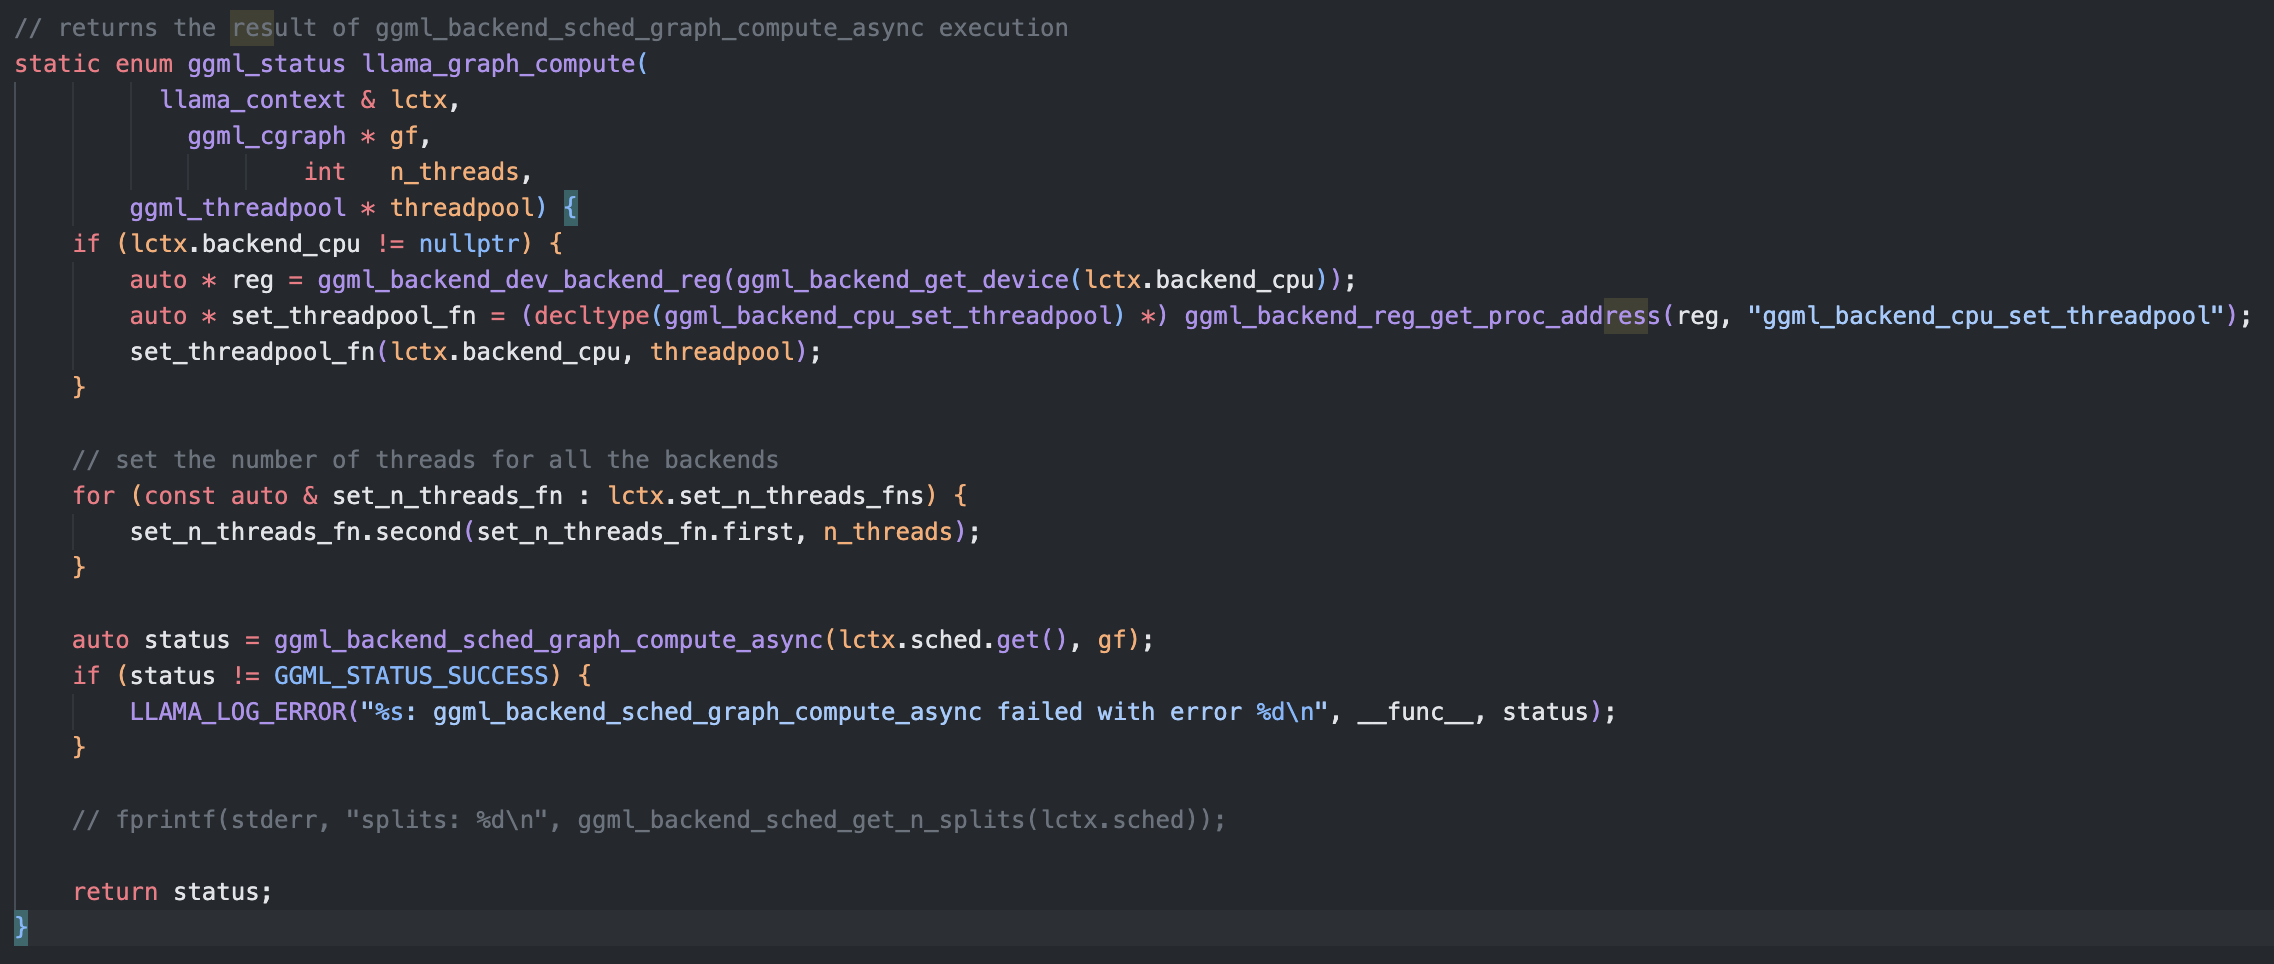 // returns the result of ggml_backend_sched_graph_compute_async execution
static enum ggml_status llama_graph_compute(
llama_context & lctx,
ggml_cgraph * gf,
int n_threads,
ggml_threadpool * threadpool) {
if (lctx.backend_cpu != nullptr) {
auto * reg = ggml_backend_dev_backend_reg(ggml_backend_get_device(lctx.backend_cpu));
auto * set_threadpool_fn = (decltype(ggml_backend_cpu_set_threadpool) *) ggml_backend_reg_get_proc_address(reg, "ggml_backend_cpu_set_threadpool");
set_threadpool_fn(lctx.backend_cpu, threadpool);
}
// set the number of threads for all the backends
for (const auto & set_n_threads_fn : lctx.set_n_threads_fns) {
set_n_threads_fn.second(set_n_threads_fn.first, n_threads);
}
auto status = ggml_backend_sched_graph_compute_async(lctx.sched.get(), gf);
if (status != GGML_STATUS_SUCCESS) {
LLAMA_LOG_ERROR("%s: ggml_backend_sched_graph_compute_async failed with error %d\n", __func__, status);
}
// fprintf(stderr, "splits: %d\n", ggml_backend_sched_get_n_splits(lctx.sched));
return status;
}